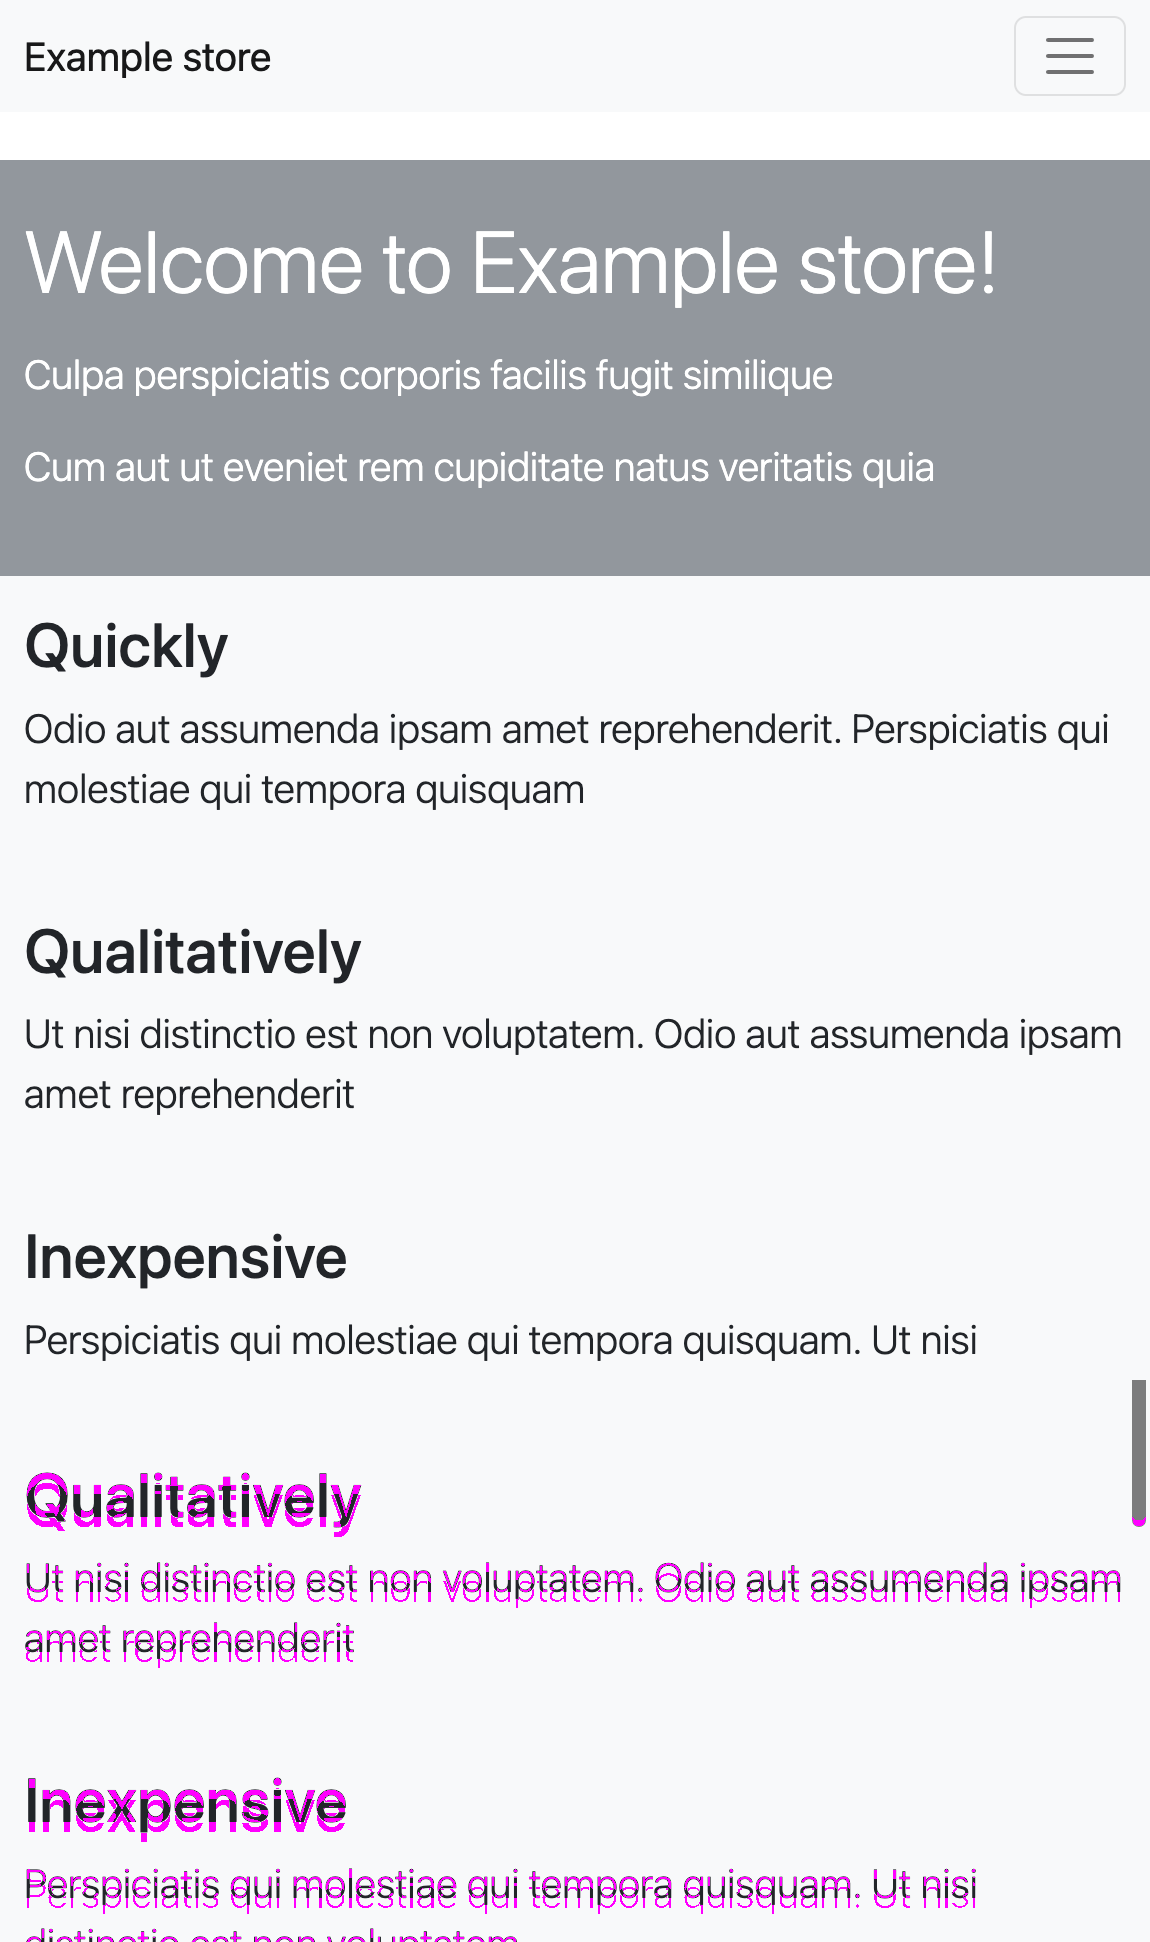 Example store
Welcome to Example store!
Culpa perspiciatis corporis facilis fugit similique
Cum aut ut eveniet rem cupiditate natus veritatis quia
Quickly
Odio aut assumenda ipsam amet reprehenderit. Perspiciatis qui
molestiae qui tempora quisquam
Qualitatively
Ut nisi distinctio est non voluptatem. Odio aut assumenda ipsam
amet reprehenderit
Inexpensive
Perspiciatis qui molestiae qui tempora quisquam. Ut nisi
Qualitatively
Ut nisi distinctio est non voluptatem. Odio aut assumenda ipsam
amet reprehenderit
Inexpensive
Perspiciatis qui molestiae qui tempora quisquam. Ut nisi
distinctio est non voluptatem